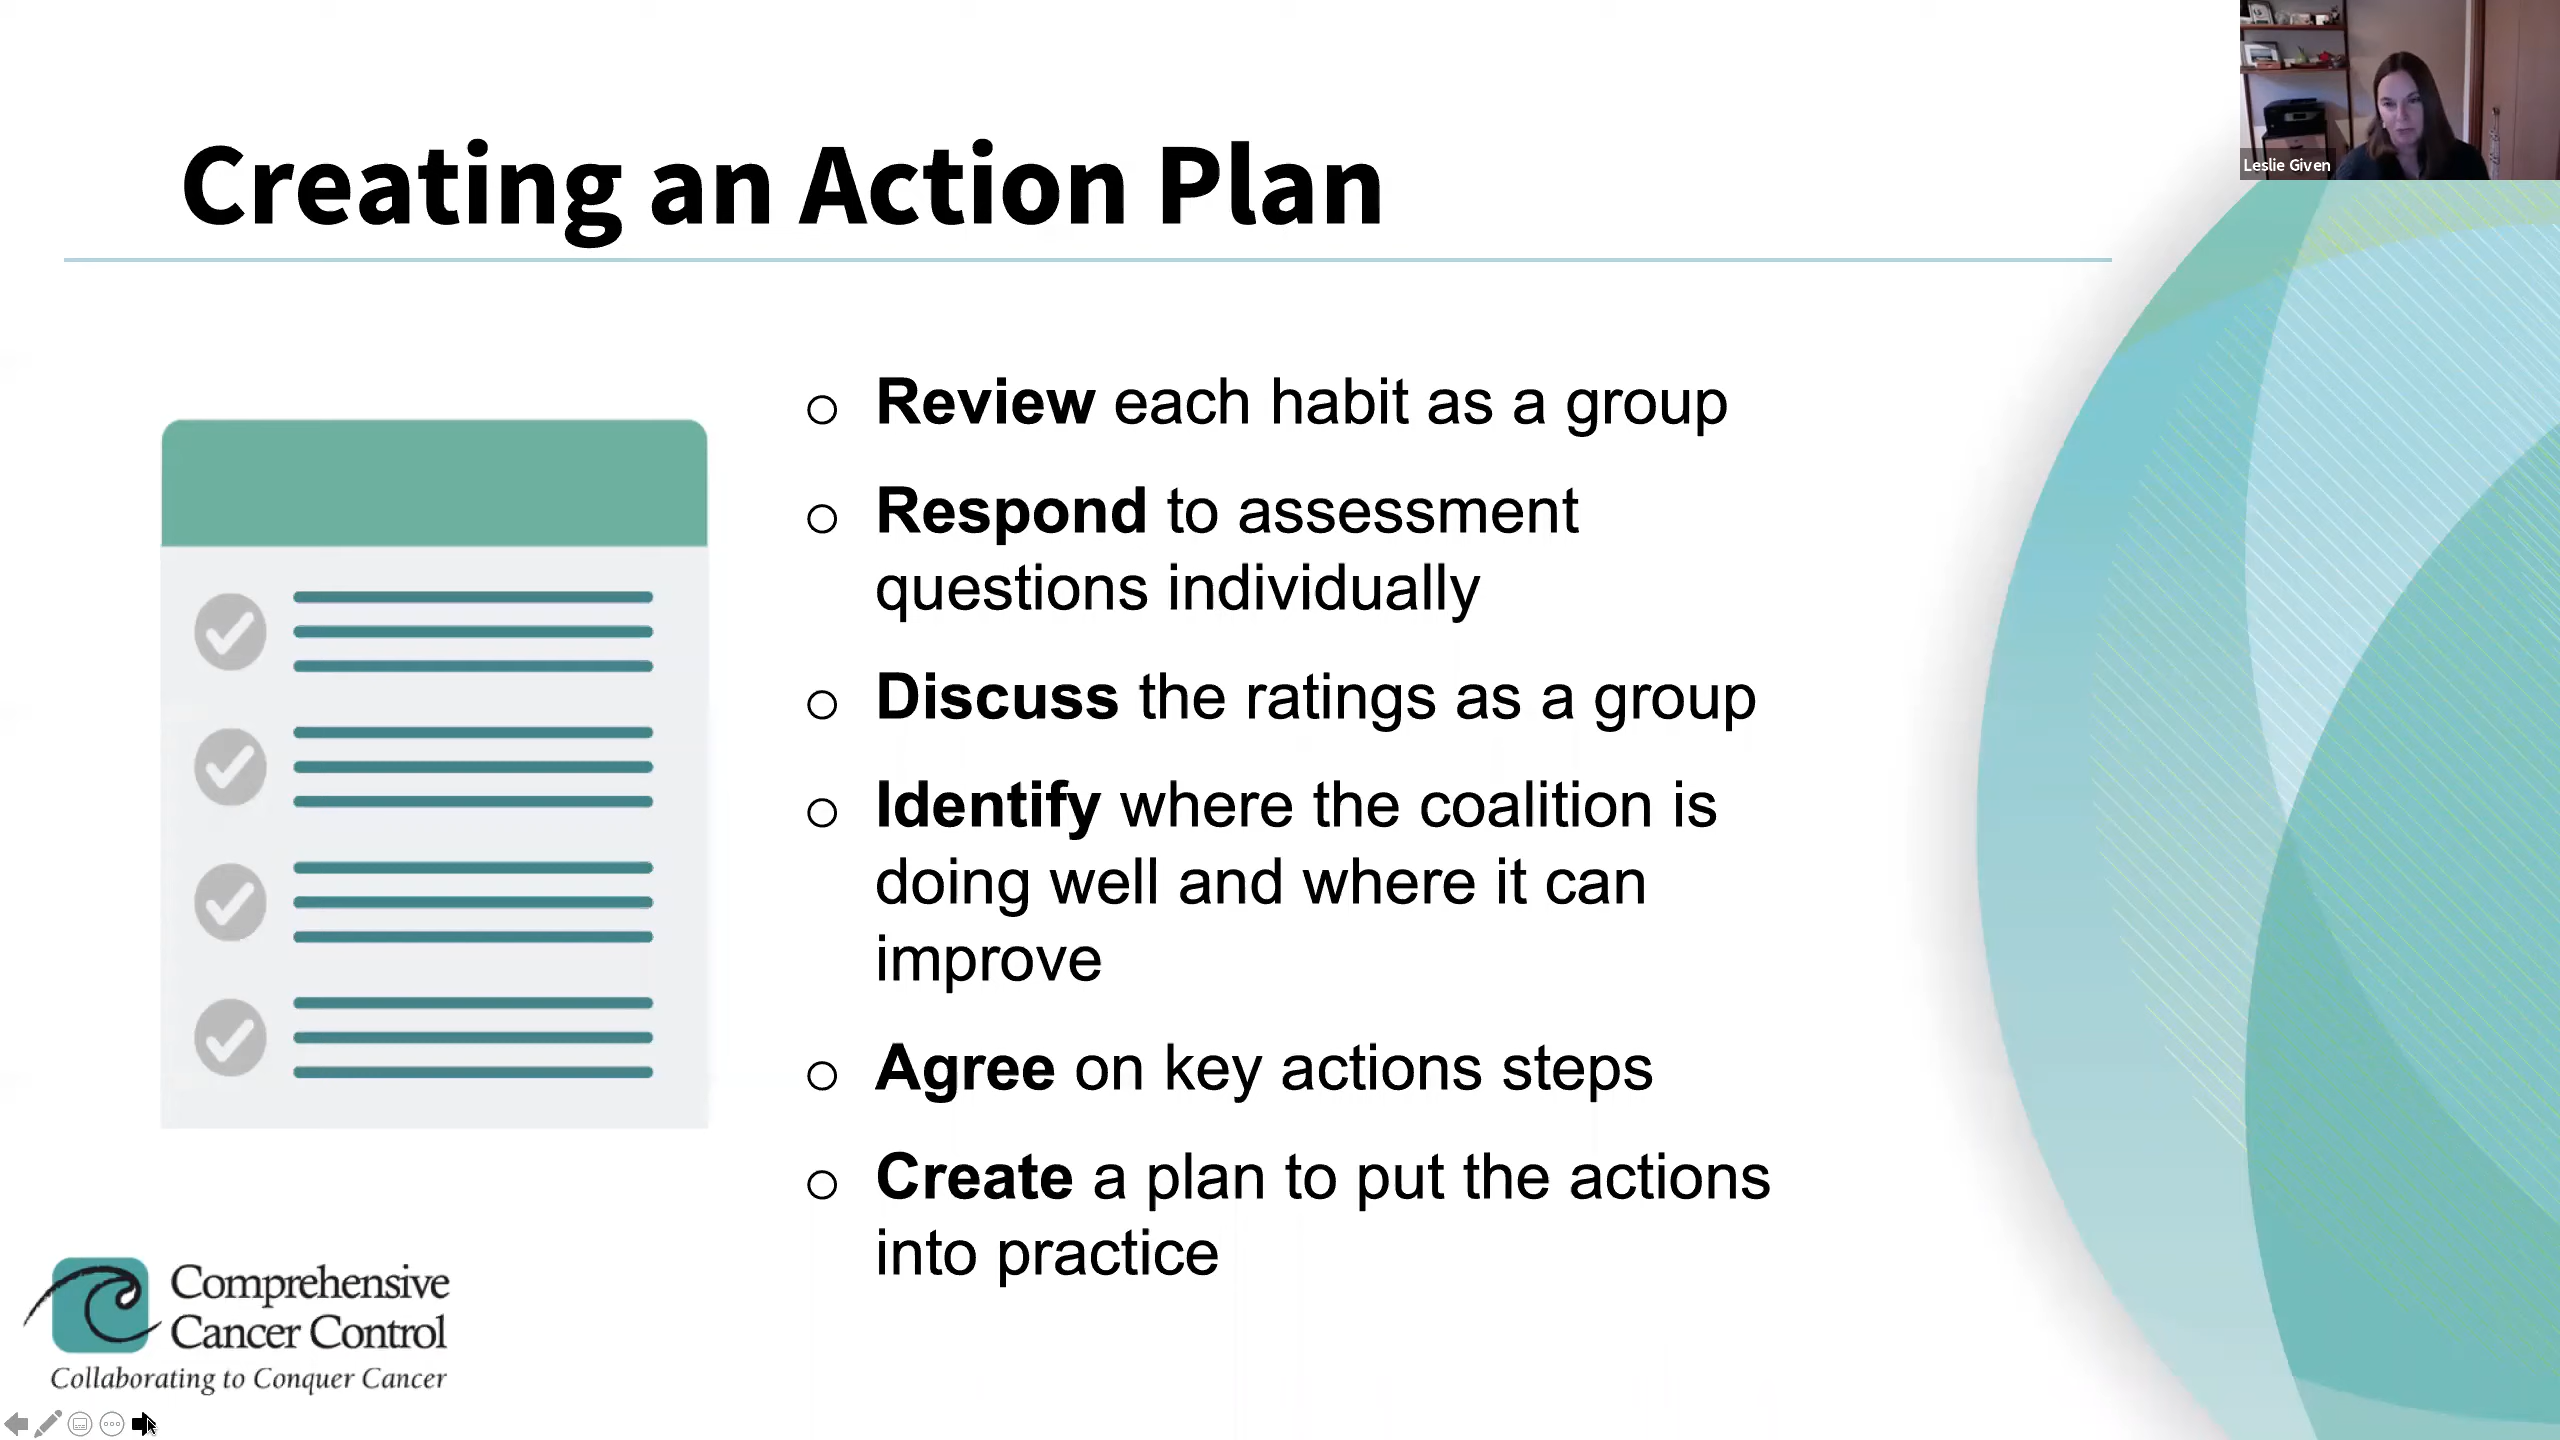 Creating an Action Plan
Leslie Given
Review each habit as a group
Respond to assessment
questions individually
Discuss the ratings as a group
Identify where the coalition is
doing well and where it can
improve
Agree on key actions steps
Create a plan to put the actions
into practice
Comprehensive
Cancer Control
Collaborating to Conquer Cancer